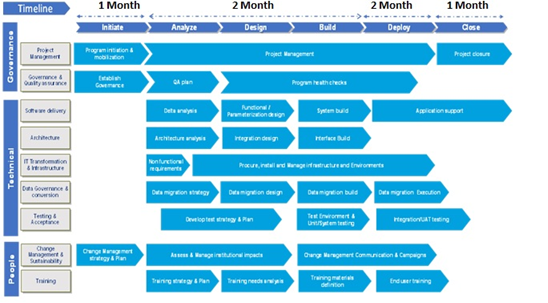 Timeline
1 Month
2 Month
2 Month
1 Month
Initiate
Analyze
Design
Build
Deploy
Close
Governance
Project
Management
Program initiation &
mobilization
Project Management
Project closure
Governance &
Quality assurance
Establish
Governance
QA plan
Program health checks
Technical
Software delivery
Data analysis
Functional /
Parameterization design
System build
Application support
Architecture
Architecture analysis
Integration design
Interface Build
IT Transformation
& Infrastructure
Non functional
requirements
Procure, install and Manage infrastructure and Environments
Data Governance &
conversion
Data migration strategy
Data migration design
Data migration build
Data migration Execution
Testing &
Acceptance
Develop test strategy & Plan
Test Environment &
Unit/System testing
Integration/UAT testing
People
Change
Management &
Sustainability
Change Management
strategy & Plan
Assess & Manage institutional impacts
Change Management Communication & Campaigns
Training
Training strategy & Plan
Training needs analysis
Training materials
definition
End user training